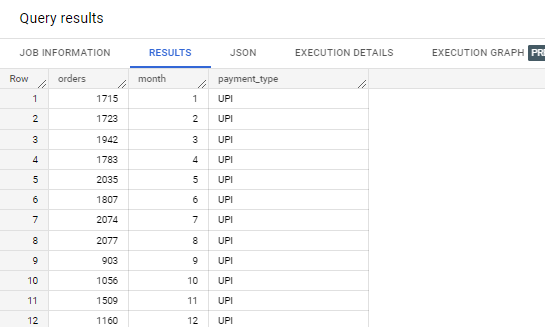 Query results
JOB INFORMATION RESULTS JSON EXECUTION DETAILS EXECUTION GRAPH
Row orders month payment_type
1 1715 1 UPI
2 1723 2 UPI
3 1942 3 UPI
4 1783 4 UPI
5 2035 5 UPI
6 1807 6 UPI
7 2074 7 UPI
8 2077 8 UPI
9 903 9 UPI
10 1056 10 UPI
11 1509 11 UPI
12 1160 12 UPI